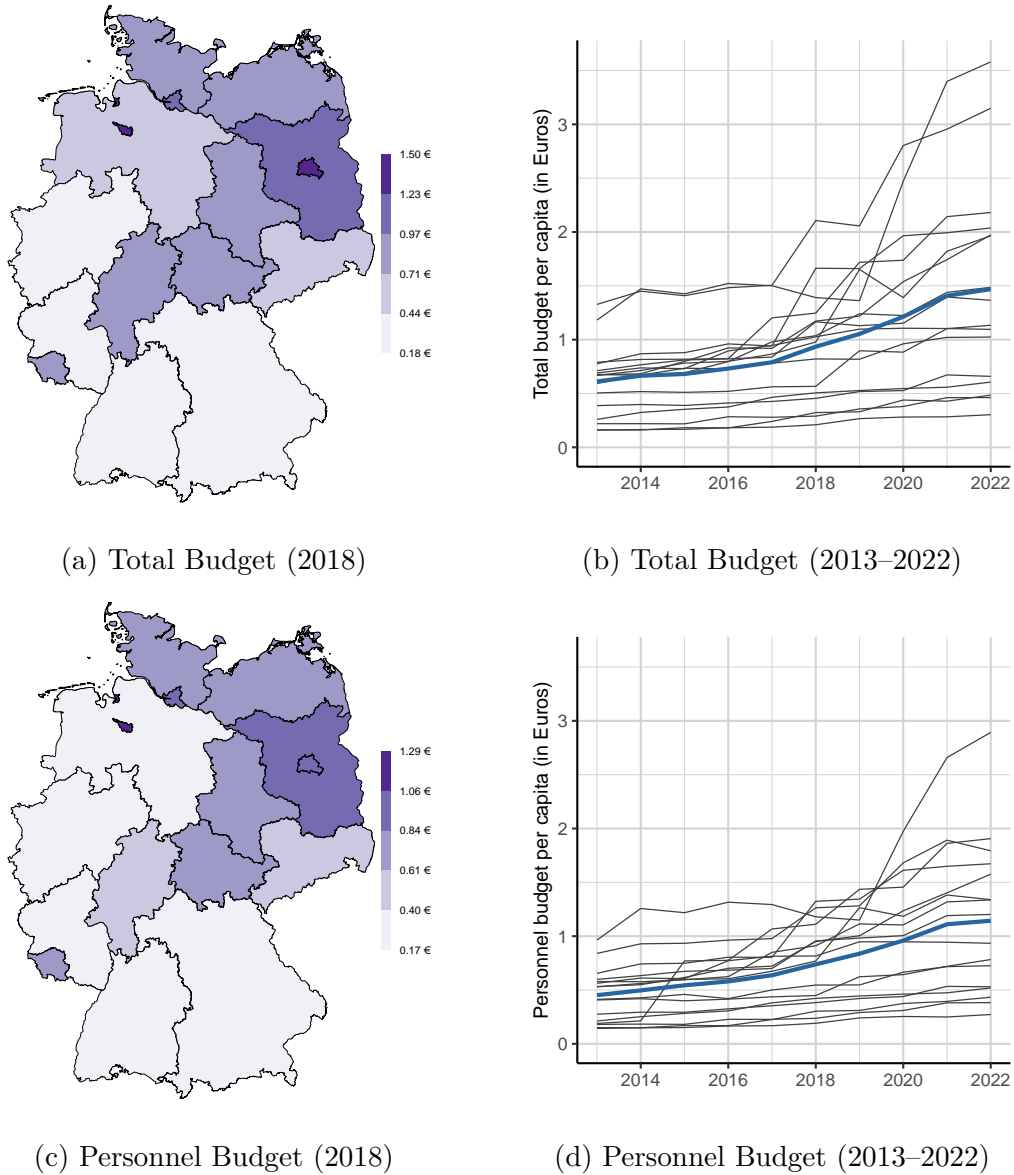 1.50 €
1.23 €
0.97 €
0.71 €
0.44 €
0.18 €
Total budget per capita (in Euros)
3
2
1
0
2014 2016 2018 2020 2022
(a) Total Budget (2018)
(b) Total Budget (2013–2022)
1.29 €
1.06 €
0.84 €
0.61 €
0.40 €
0.17 €
Personnel budget per capita (in Euros)
3
2
1
0
2014 2016 2018 2020 2022
(c) Personnel Budget (2018)
(d) Personnel Budget (2013–2022)